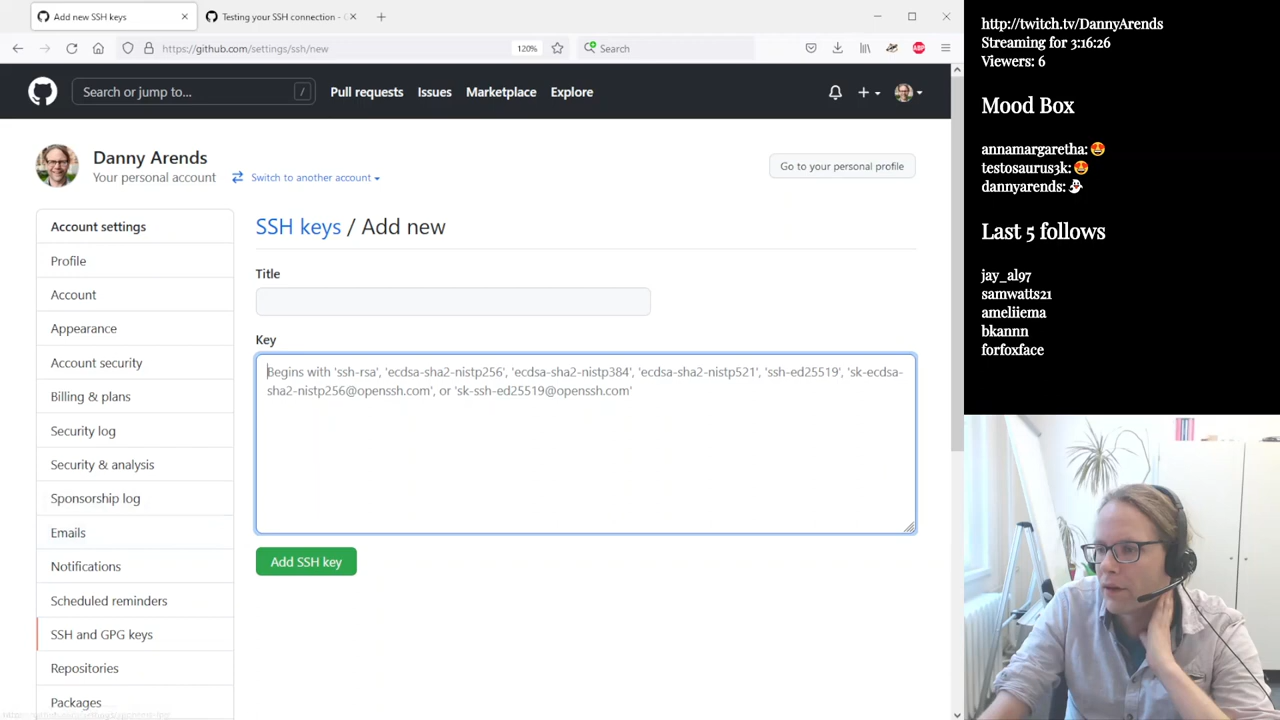 Add new SSH keys
Testing your SSH connection - G
https://github.com/settings/ssh/new
120%
Search
Search or jump to...
/
Pull requests
Issues
Marketplace
Explore
Danny Arends
Your personal account
Switch to another account
Go to your personal profile
Account settings
Profile
Account
Appearance
Account security
Billing & plans
Security log
Security & analysis
Sponsorship log
Emails
Notifications
Scheduled reminders
SSH and GPG keys
Repositories
Packages
SSH keys / Add new
Title
Key
Begins with 'ssh-rsa', 'ecdsa-sha2-nistp256', 'ecdsa-sha2-nistp384', 'ecdsa-sha2-nistp521', 'ssh-ed25519', 'sk-ecdsa-
sha2-nistp256@openssh.com', or 'sk-ssh-ed25519@openssh.com'
Add SSH key
http://twitch.tv/DannyArends
Streaming for 3:16:26
Viewers: 6
Mood Box
annamargaretha: 😍
testosaurus3k: 😍
dannyarends: 👻
Last 5 follows
jay_al97
samwatts21
ameliiema
bkannn
forfoxface